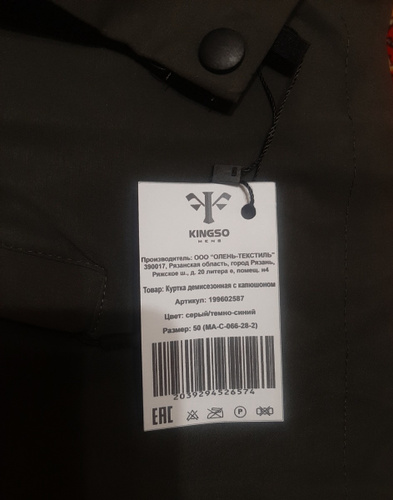 KINGSO
MENS
Производитель: ООО "ОЛЕНЬ-ТЕКСТИЛЬ"
390017, Рязанская область, город Рязань,
Ряжское ш., д. 20 литера е, помещ. н4
Товар: Куртка демисезонная с капюшоном
Артикул: 199602587
Цвет: серый/темно-синий
Размер: 50 (MA-C-066-28-2)
2039294526574
EAC P